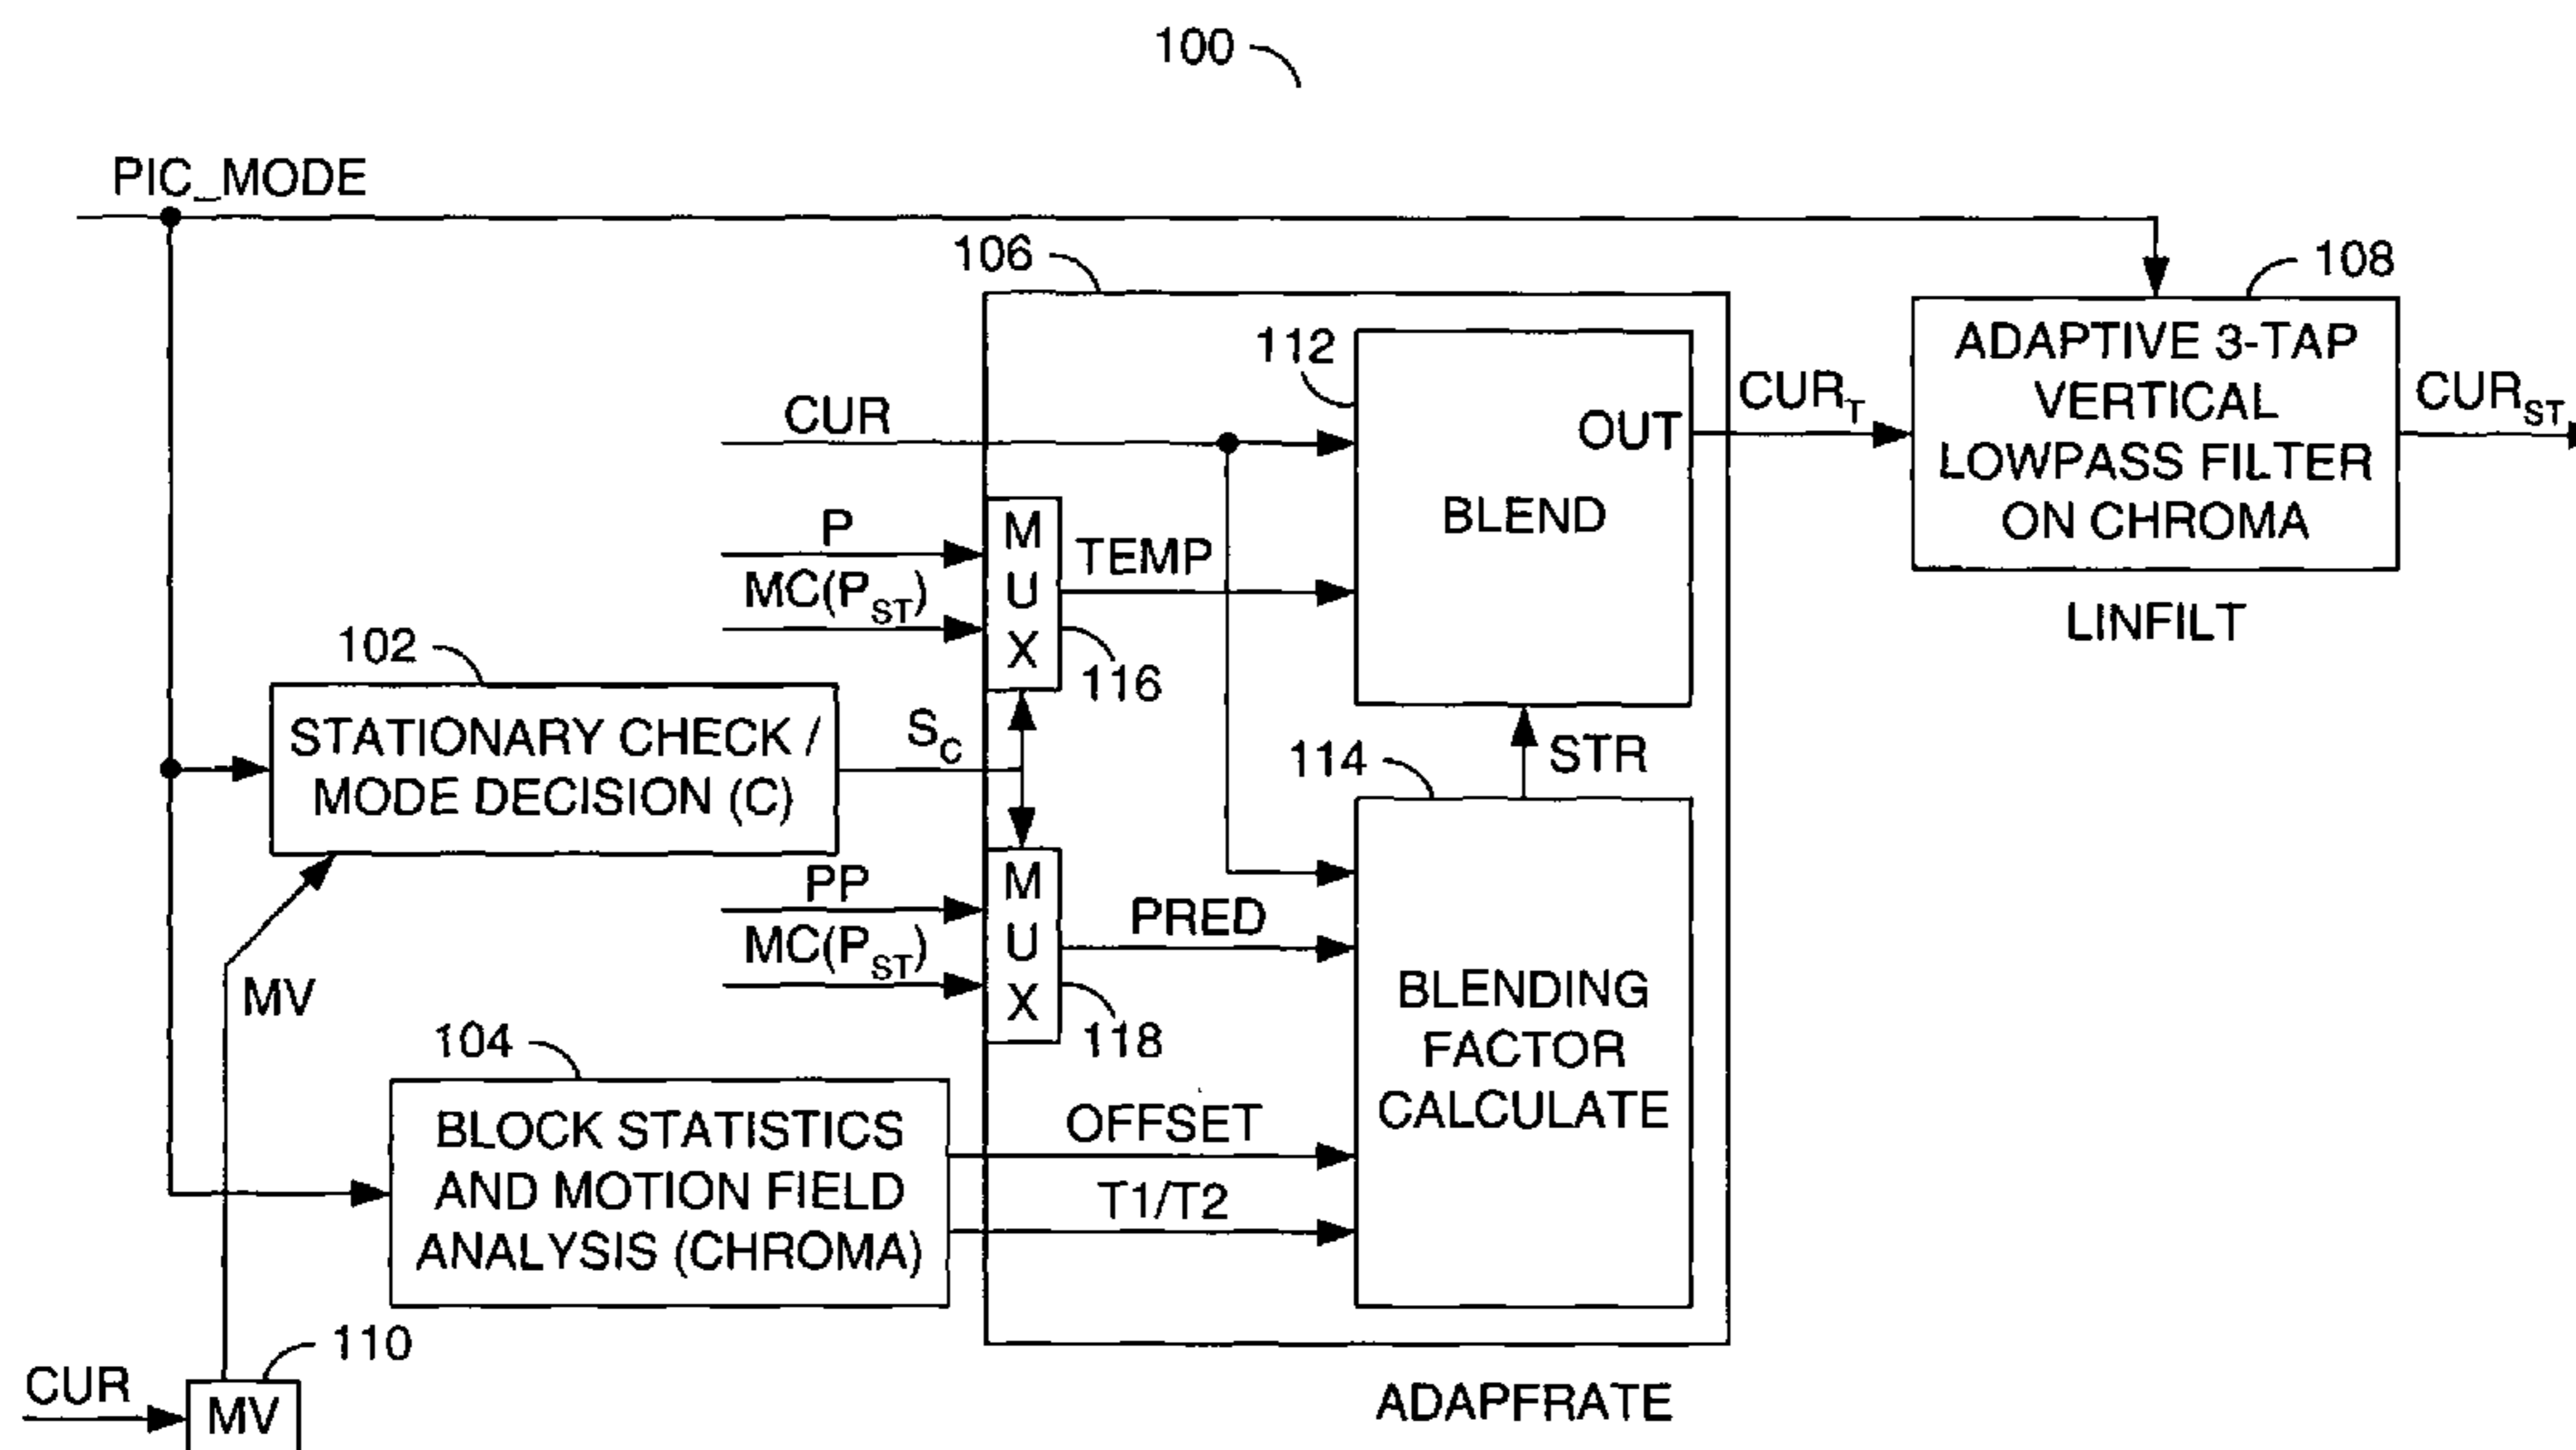 100
PIC_MODE
106
108
112
ADAPTIVE 3-TAP
VERTICAL
LOWPASS FILTER
ON CHROMA
CUR
OUT
CUR_T
CUR_ST
BLEND
P
MC(P_ST)
M
U
X
TEMP
116
LINFILT
102
STATIONARY CHECK /
MODE DECISION (C)
S_C
114
STR
PP
MC(P_ST)
M
U
X
PRED
118
MV
BLENDING
FACTOR
CALCULATE
104
BLOCK STATISTICS
AND MOTION FIELD
ANALYSIS (CHROMA)
OFFSET
T1/T2
110
CUR
MV
ADAPFRATE